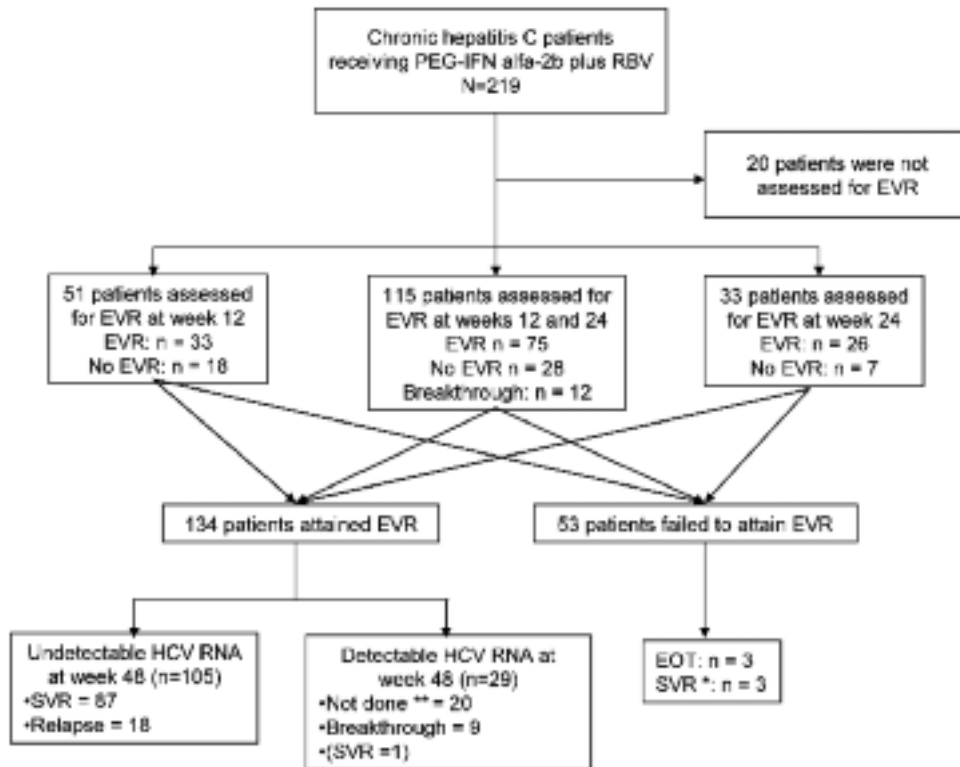 Chronic hepatitis C patients
receiving PEG-IFN alfa-2b plus RBV
N=219
20 patients were not
assessed for EVR
51 patients assessed
for EVR at week 12
EVR: n = 33
No EVR: n = 18
115 patients assessed for
EVR at weeks 12 and 24
EVR n = 75
No EVR n = 28
Breakthrough: n = 12
33 patients assessed
for EVR at week 24
EVR: n = 26
No EVR: n = 7
134 patients attained EVR
53 patients failed to attain EVR
Undetectable HCV RNA
at week 48 (n=105)
•SVR = 87
•Relapse = 18
Detectable HCV RNA at
week 48 (n=29)
•Not done ** = 20
•Breakthrough = 9
•(SVR =1)
EOT: n = 3
SVR *: n = 3